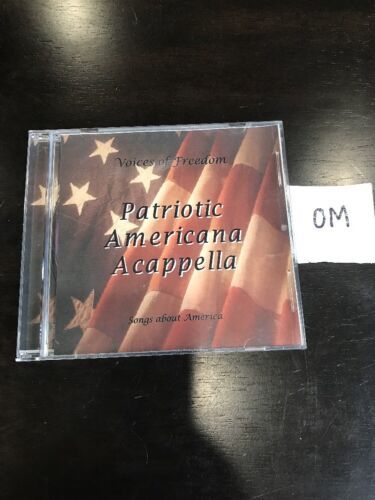 Voices of Freedom
Patriotic
Americana
Acappella
Songs about America
OM